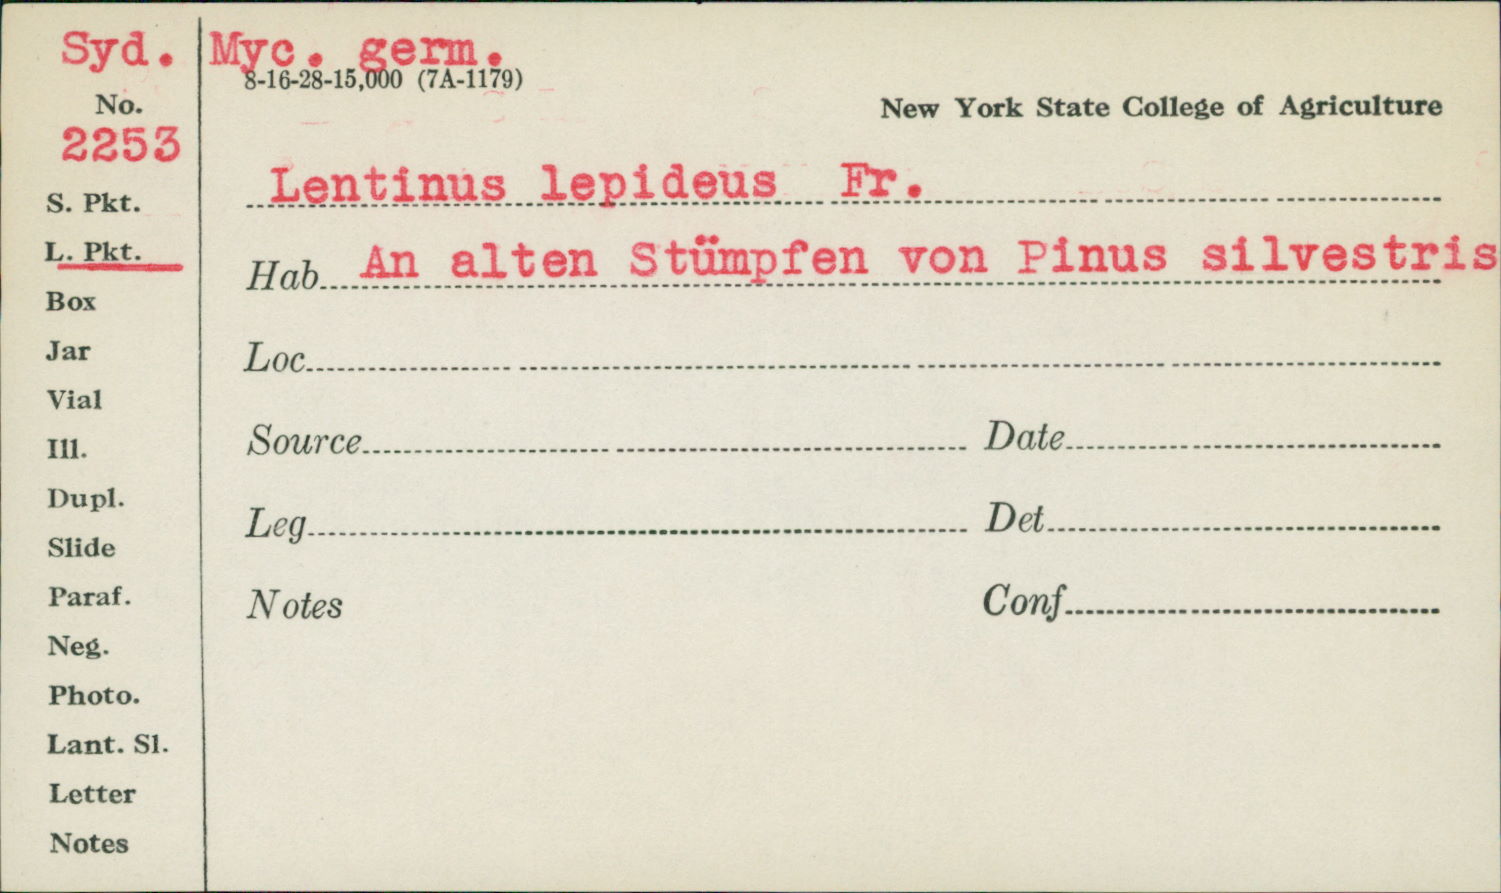 Syd. Myc. germ.
8-16-28-15,000 (7A-1179)
No.
New York State College of Agriculture
2253
Lentinus lepideus Fr.
S. Pkt.
L. Pkt.
Hab. An alten Stümpfen von Pinus silvestris
Box
Jar
Loc.
Vial
Ill.
Source
Date
Dupl.
Leg.
Det.
Slide
Paraf.
Notes
Conf.
Neg.
Photo.
Lant. Sl.
Letter
Notes